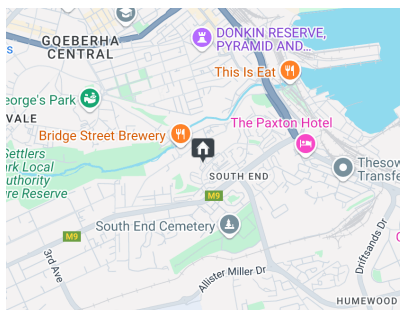 GQEBERHA
CENTRAL
DONKIN RESERVE,
PYRAMID AND...
This Is Eat
eorge's Park
VALE
Bridge Street Brewery
The Paxton Hotel
Settlers
rk Local
uthority
ure Reserve
SOUTH END
Thesow
Transfe
M9
South End Cemetery
M9
3rd Ave
Allister Miller Dr
Driftsands Dr
HUMEWOOD